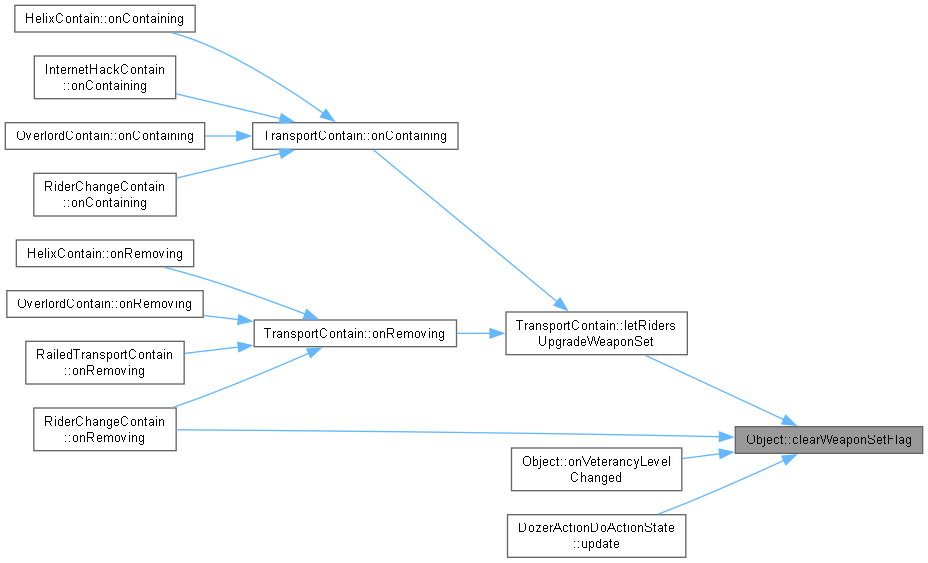 HelixContain::onContaining
InternetHackContain
::onContaining
OverlordContain::onContaining
TransportContain::onContaining
RiderChangeContain
::onContaining
HelixContain::onRemoving
OverlordContain::onRemoving
TransportContain::onRemoving
TransportContain::letRiders
UpgradeWeaponSet
RailedTransportContain
::onRemoving
RiderChangeContain
::onRemoving
Object::clearWeaponSetFlag
Object::onVeterancyLevel
Changed
DozerActionDoActionState
::update